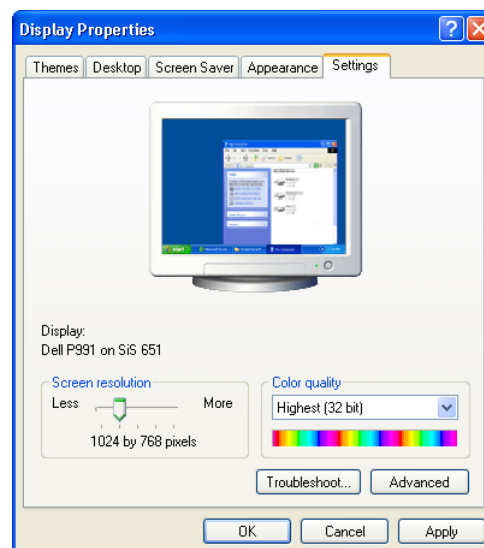 Display Properties
Themes Desktop Screen Saver Appearance Settings
start
Display:
Dell P991 on SiS 651
Screen resolution
Less More
1024 by 768 pixels
Color quality
Highest (32 bit)
Troubleshoot... Advanced
OK Cancel Apply